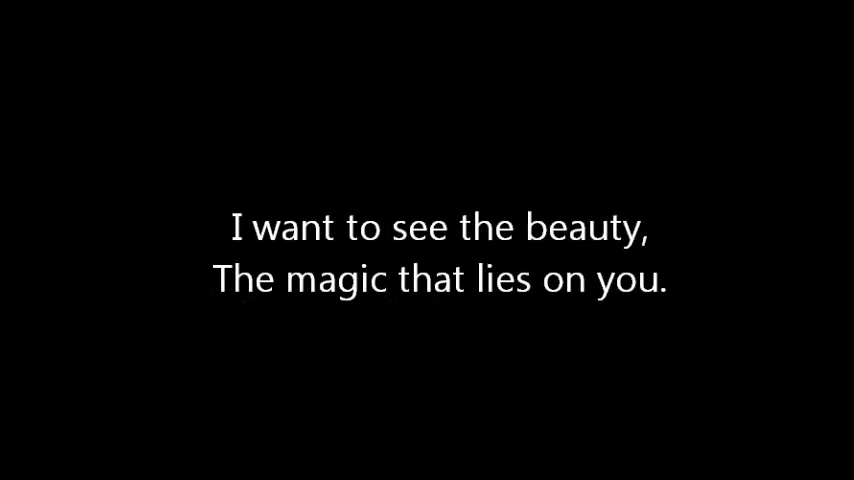 I want to see the beauty,
The magic that lies on you.